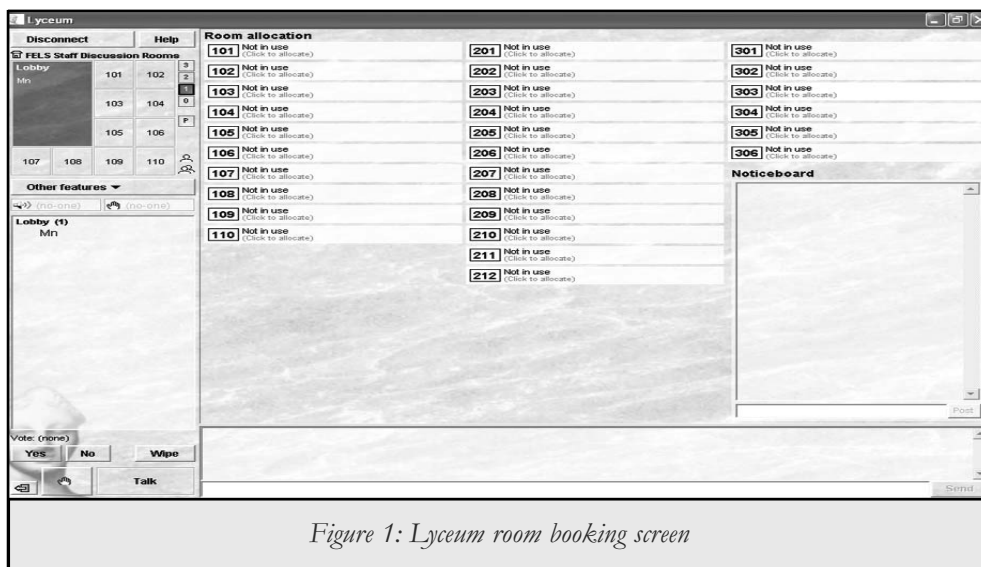 Lyceum
Disconnect Help
FELS Staff Discussion Rooms
Lobby
Mn
101 102
103 104
105 106
107 108 109 110
3
2
1
0
P
Other features
(no-one) (no-one)
Lobby (1)
Mn
Vote: (none)
Yes No Wipe
Talk
Room allocation
101 Not in use
(Click to allocate)
102 Not in use
(Click to allocate)
103 Not in use
(Click to allocate)
104 Not in use
(Click to allocate)
105 Not in use
(Click to allocate)
106 Not in use
(Click to allocate)
107 Not in use
(Click to allocate)
108 Not in use
(Click to allocate)
109 Not in use
(Click to allocate)
110 Not in use
(Click to allocate)
201 Not in use
(Click to allocate)
202 Not in use
(Click to allocate)
203 Not in use
(Click to allocate)
204 Not in use
(Click to allocate)
205 Not in use
(Click to allocate)
206 Not in use
(Click to allocate)
207 Not in use
(Click to allocate)
208 Not in use
(Click to allocate)
209 Not in use
(Click to allocate)
210 Not in use
(Click to allocate)
211 Not in use
(Click to allocate)
212 Not in use
(Click to allocate)
301 Not in use
(Click to allocate)
302 Not in use
(Click to allocate)
303 Not in use
(Click to allocate)
304 Not in use
(Click to allocate)
305 Not in use
(Click to allocate)
306 Not in use
(Click to allocate)
Noticeboard
Post
Send
Figure 1: Lyceum room booking screen